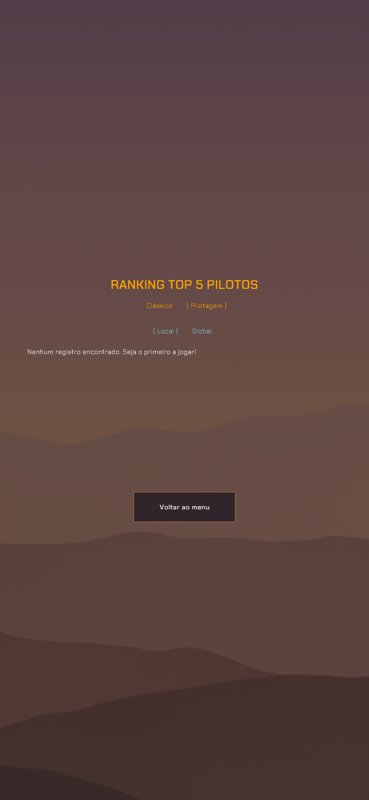 RANKING TOP 5 PILOTOS
Clássico [ Pilotagem ]
[ Local ] Global
Nenhum registro encontrado. Seja o primeiro a jogar!
Voltar ao menu